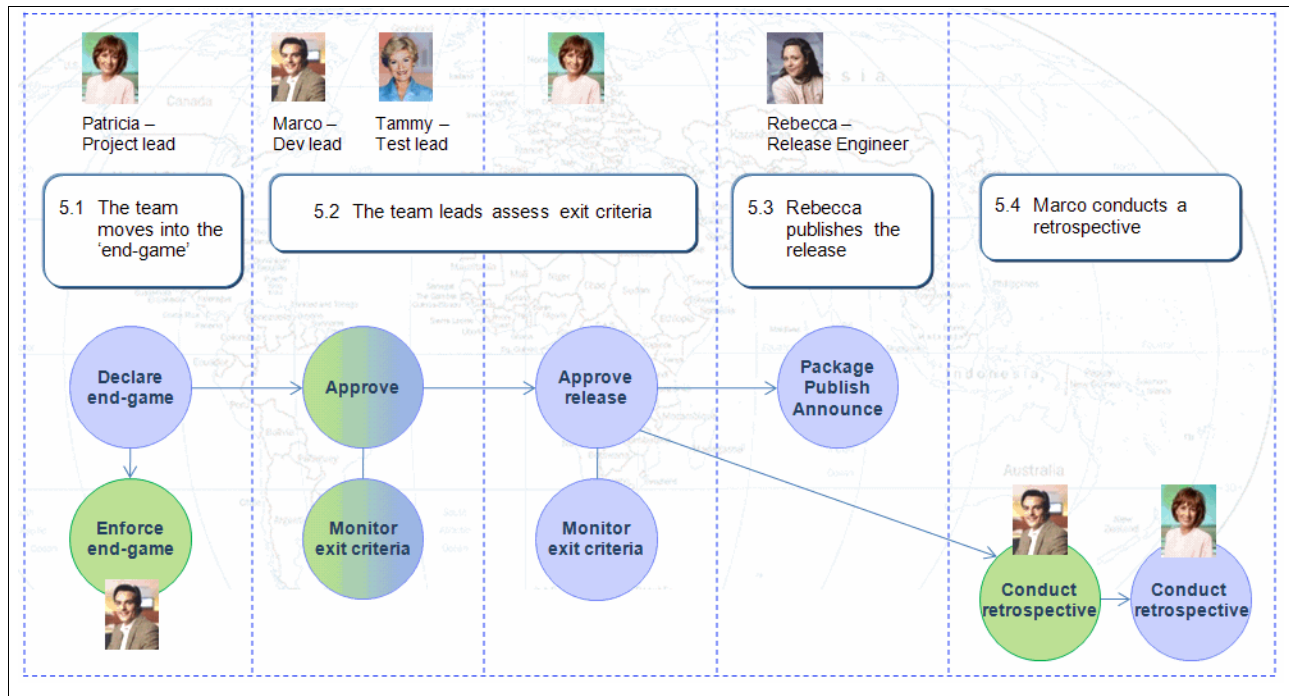 Patricia –
Project lead
Marco –
Dev lead
Tammy –
Test lead
Rebecca –
Release Engineer
5.1 The team
moves into the
‘end-game’
5.2 The team leads assess exit criteria
5.3 Rebecca
publishes the
release
5.4 Marco conducts a
retrospective
Declare
end-game
Approve
Approve
release
Package
Publish
Announce
Enforce
end-game
Monitor
exit criteria
Monitor
exit criteria
Conduct
retrospective
Conduct
retrospective
Canada
Australia
Indonesia